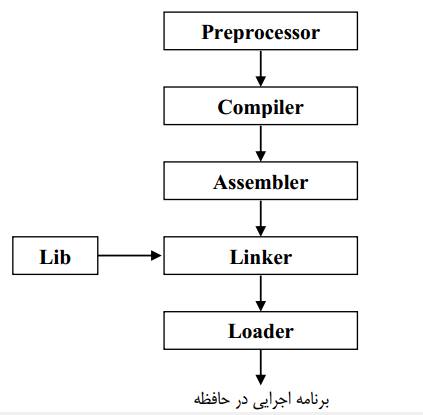 Preprocessor
Compiler
Assembler
Lib
Linker
Loader
برنامه اجرایی در حافظه